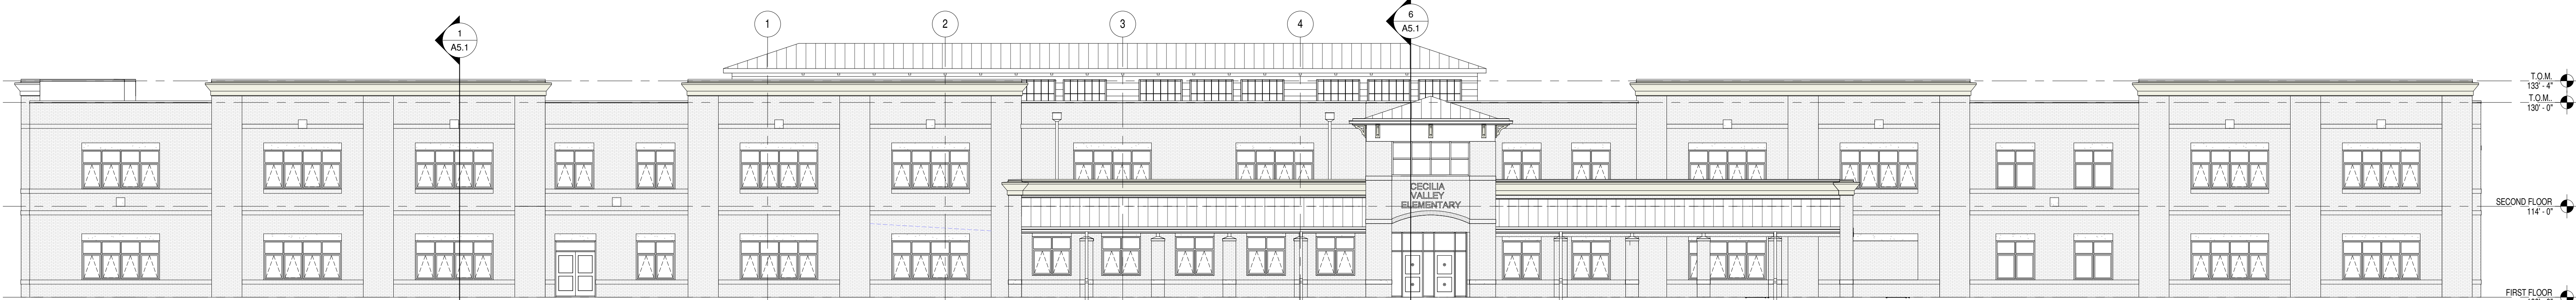 1
A5.1
1
2
3
4
6
A5.1
T.O.M.
133' - 4"
T.O.M..
130' - 0"
CECILIA
VALLEY
ELEMENTARY
SECOND FLOOR
114' - 0"
FIRST FLOOR